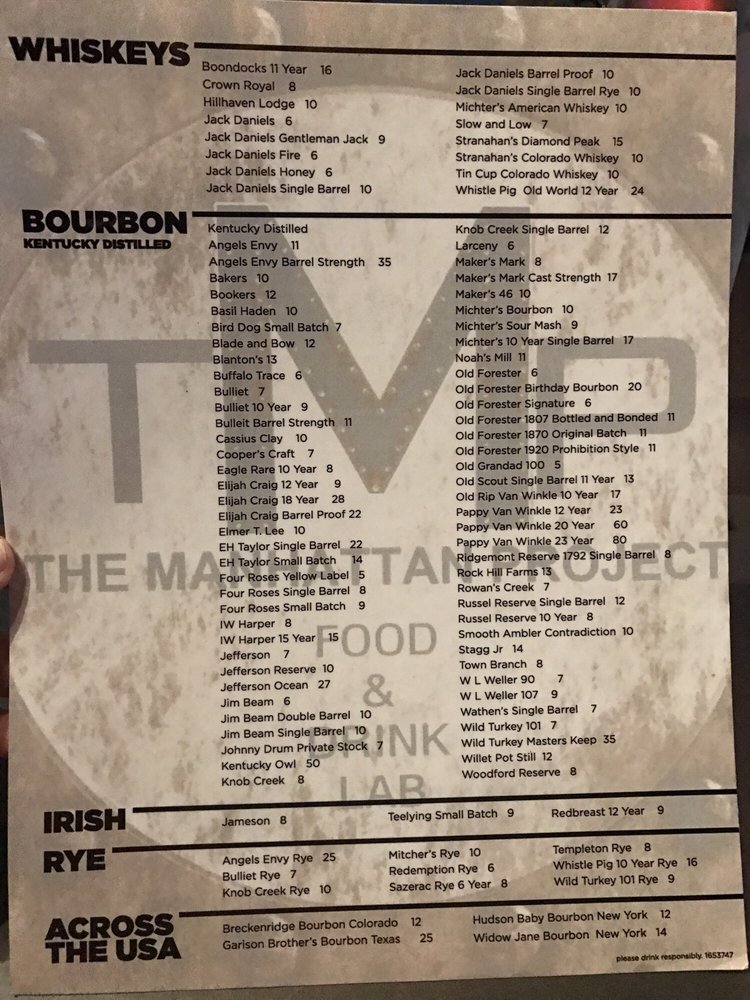 WHISKEYS
Boondocks 11 Year 16
Crown Royal 8
Hillhaven Lodge 10
Jack Daniels 6
Jack Daniels Gentleman Jack 9
Jack Daniels Fire 6
Jack Daniels Honey 6
Jack Daniels Single Barrel 10
Jack Daniels Barrel Proof 10
Jack Daniels Single Barrel Rye 10
Michter's American Whiskey 10
Slow and Low 7
Stranahan's Diamond Peak 15
Stranahan's Colorado Whiskey 10
Tin Cup Colorado Whiskey 10
Whistle Pig Old World 12 Year 24
BOURBON
KENTUCKY DISTILLED
Kentucky Distilled
Angels Envy 11
Angels Envy Barrel Strength 35
Bakers 10
Bookers 12
Basil Haden 10
Bird Dog Small Batch 7
Blade and Bow 12
Blanton's 13
Buffalo Trace 6
Bulliet 7
Bulliet 10 Year 9
Bulleit Barrel Strength 11
Cassius Clay 10
Cooper's Craft 7
Eagle Rare 10 Year 8
Elijah Craig 12 Year 9
Elijah Craig 18 Year 28
Elijah Craig Barrel Proof 22
Elmer T. Lee 10
EH Taylor Single Barrel 22
EH Taylor Small Batch 14
Four Roses Yellow Label 5
Four Roses Single Barrel 8
Four Roses Small Batch 9
IW Harper 8
IW Harper 15 Year 15
Jefferson 7
Jefferson Reserve 10
Jefferson Ocean 27
Jim Beam 6
Jim Beam Double Barrel 10
Jim Beam Single Barrel 10
Johnny Drum Private Stock 7
Kentucky Owl 50
Knob Creek 8
Knob Creek Single Barrel 12
Larceny 6
Maker's Mark 8
Maker's Mark Cast Strength 17
Maker's 46 10
Michter's Bourbon 10
Michter's Sour Mash 9
Michter's 10 Year Single Barrel 17
Noah's Mill 11
Old Forester 6
Old Forester Birthday Bourbon 20
Old Forester Signature 6
Old Forester 1807 Bottled and Bonded 11
Old Forester 1870 Original Batch 11
Old Forester 1920 Prohibition Style 11
Old Grandad 100 5
Old Scout Single Barrel 11 Year 13
Old Rip Van Winkle 10 Year 17
Pappy Van Winkle 12 Year 23
Pappy Van Winkle 20 Year 60
Pappy Van Winkle 23 Year 80
Ridgemont Reserve 1792 Single Barrel 8
Rock Hill Farms 13
Rowan's Creek 7
Russel Reserve Single Barrel 12
Russel Reserve 10 Year 8
Smooth Ambler Contradiction 10
Stagg Jr 14
Town Branch 8
W L Weller 90 7
W L Weller 107 9
Wathen's Single Barrel 7
Wild Turkey 101 7
Wild Turkey Masters Keep 35
Willet Pot Still 12
Woodford Reserve 8
TMP
THE MANHATTAN PROJECT
FOOD
&
DRINK
LAB
IRISH
Jameson 8
Teelying Small Batch 9
Redbreast 12 Year 9
RYE
Angels Envy Rye 25
Bulliet Rye 7
Knob Creek Rye 10
Mitcher's Rye 10
Redemption Rye 6
Sazerac Rye 6 Year 8
Templeton Rye 8
Whistle Pig 10 Year Rye 16
Wild Turkey 101 Rye 9
ACROSS
THE USA
Breckenridge Bourbon Colorado 12
Garison Brother's Bourbon Texas 25
Hudson Baby Bourbon New York 12
Widow Jane Bourbon New York 14
please drink responsibly. 1653747